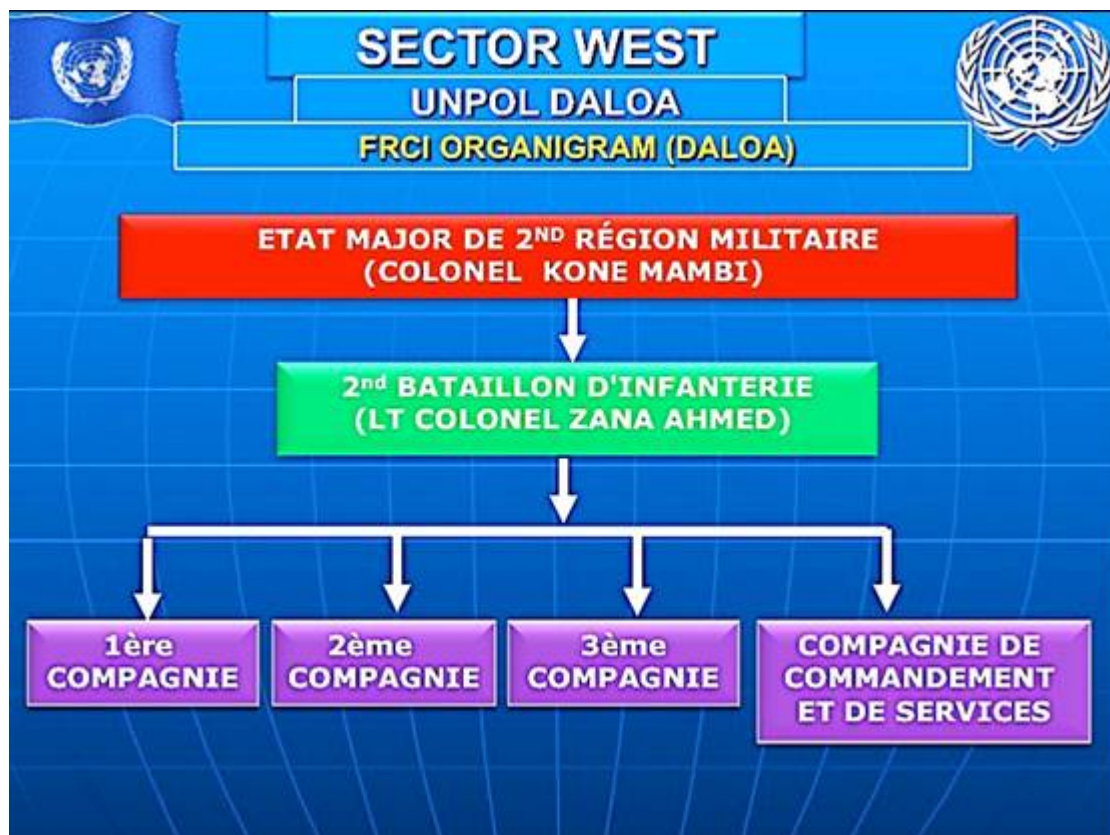 SECTOR WEST
UNPOL DALOA
FRCI ORGANIGRAM (DALOA)
ETAT MAJOR DE 2ND RÉGION MILITAIRE
(COLONEL KONE MAMBI)
2nd BATAILLON D'INFANTERIE
(LT COLONEL ZANA AHMED)
1ère
COMPAGNIE
2ème
COMPAGNIE
3ème
COMPAGNIE
COMPAGNIE DE
COMMANDEMENT
ET DE SERVICES